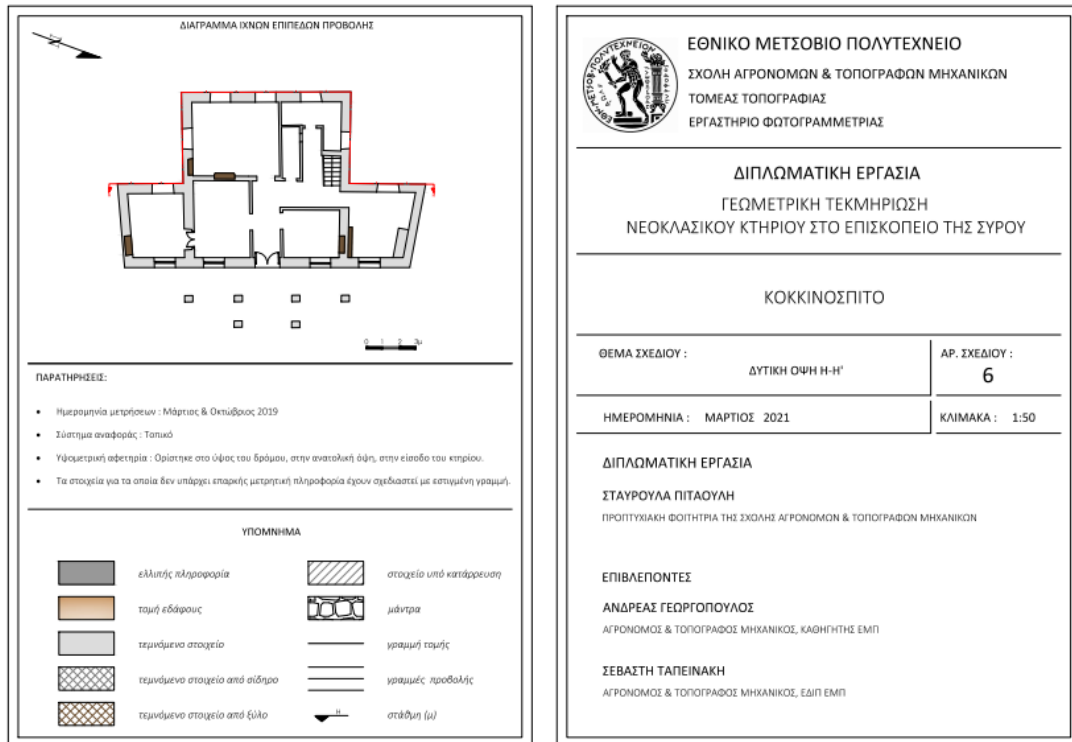 ΔΙΑΓΡΑΜΜΑ ΙΧΝΩΝ ΕΠΙΠΕΔΩΝ ΠΡΟΒΟΛΗΣ
0 1 2 3μ
ΠΑΡΑΤΗΡΗΣΕΙΣ:
• Ημερομηνία μετρήσεων : Μάρτιος & Οκτώβριος 2019
• Σύστημα αναφοράς : Τοπικό
• Υψομετρική αφετηρία : Ορίστηκε στο ύψος του δρόμου, στην ανατολική όψη, στην είσοδο του κτηρίου.
• Τα στοιχεία για τα οποία δεν υπάρχει επαρκής μετρητική πληροφορία έχουν σχεδιαστεί με εστιγμένη γραμμή.
ΥΠΟΜΝΗΜΑ
ελλιπής πληροφορία
τομή εδάφους
τεμνόμενο στοιχείο
τεμνόμενο στοιχείο από σίδηρο
τεμνόμενο στοιχείο από ξύλο
στοιχείο υπό κατάρρευση
μάντρα
γραμμή τομής
γραμμές προβολής
H
στάθμη (μ)
ΕΘΝΙΚΟ ΜΕΤΣΟΒΙΟ ΠΟΛΥΤΕΧΝΕΙΟ
ΣΧΟΛΗ ΑΓΡΟΝΟΜΩΝ & ΤΟΠΟΓΡΑΦΩΝ ΜΗΧΑΝΙΚΩΝ
ΤΟΜΕΑΣ ΤΟΠΟΓΡΑΦΙΑΣ
ΕΡΓΑΣΤΗΡΙΟ ΦΩΤΟΓΡΑΜΜΕΤΡΙΑΣ
ΔΙΠΛΩΜΑΤΙΚΗ ΕΡΓΑΣΙΑ
ΓΕΩΜΕΤΡΙΚΗ ΤΕΚΜΗΡΙΩΣΗ
ΝΕΟΚΛΑΣΙΚΟΥ ΚΤΗΡΙΟΥ ΣΤΟ ΕΠΙΣΚΟΠΕΙΟ ΤΗΣ ΣΥΡΟΥ
ΚΟΚΚΙΝΟΣΠΙΤΟ
ΘΕΜΑ ΣΧΕΔΙΟΥ :
ΔΥΤΙΚΗ ΟΨΗ Η-Η'
ΑΡ. ΣΧΕΔΙΟΥ :
6
ΗΜΕΡΟΜΗΝΙΑ : ΜΑΡΤΙΟΣ 2021
ΚΛΙΜΑΚΑ : 1:50
ΔΙΠΛΩΜΑΤΙΚΗ ΕΡΓΑΣΙΑ
ΣΤΑΥΡΟΥΛΑ ΠΙΤΑΟΥΛΗ
ΠΡΟΠΤΥΧΙΑΚΗ ΦΟΙΤΗΤΡΙΑ ΤΗΣ ΣΧΟΛΗΣ ΑΓΡΟΝΟΜΩΝ & ΤΟΠΟΓΡΑΦΩΝ ΜΗΧΑΝΙΚΩΝ
ΕΠΙΒΛΕΠΟΝΤΕΣ
ΑΝΔΡΕΑΣ ΓΕΩΡΓΟΠΟΥΛΟΣ
ΑΓΡΟΝΟΜΟΣ & ΤΟΠΟΓΡΑΦΟΣ ΜΗΧΑΝΙΚΟΣ, ΚΑΘΗΓΗΤΗΣ ΕΜΠ
ΣΕΒΑΣΤΗ ΤΑΠΕΙΝΑΚΗ
ΑΓΡΟΝΟΜΟΣ & ΤΟΠΟΓΡΑΦΟΣ ΜΗΧΑΝΙΚΟΣ, ΕΔΙΠ ΕΜΠ